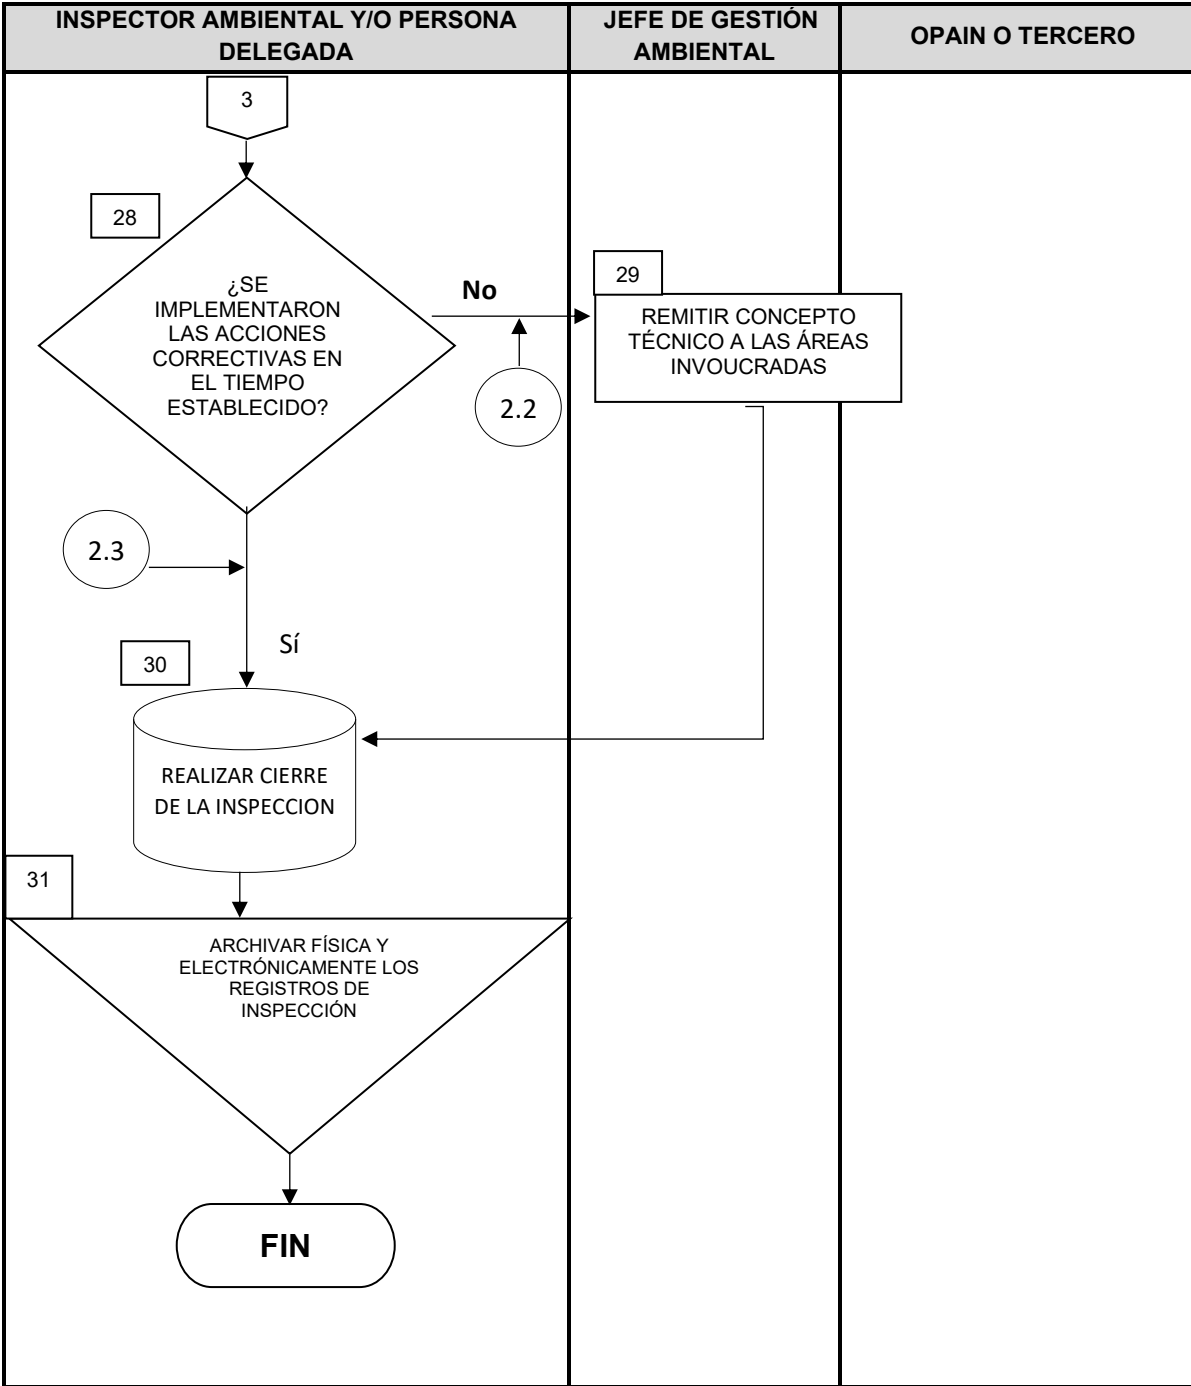 INSPECTOR AMBIENTAL Y/O PERSONA
DELEGADA
JEFE DE GESTIÓN
AMBIENTAL
OPAIN O TERCERO
3
28
¿SE
IMPLEMENTARON
LAS ACCIONES
CORRECTIVAS EN
EL TIEMPO
ESTABLECIDO?
No
29
REMITIR CONCEPTO
TÉCNICO A LAS ÁREAS
INVOUCRADAS
2.2
2.3
Sí
30
REALIZAR CIERRE
DE LA INSPECCION
31
ARCHIVAR FÍSICA Y
ELECTRÓNICAMENTE LOS
REGISTROS DE
INSPECCIÓN
FIN